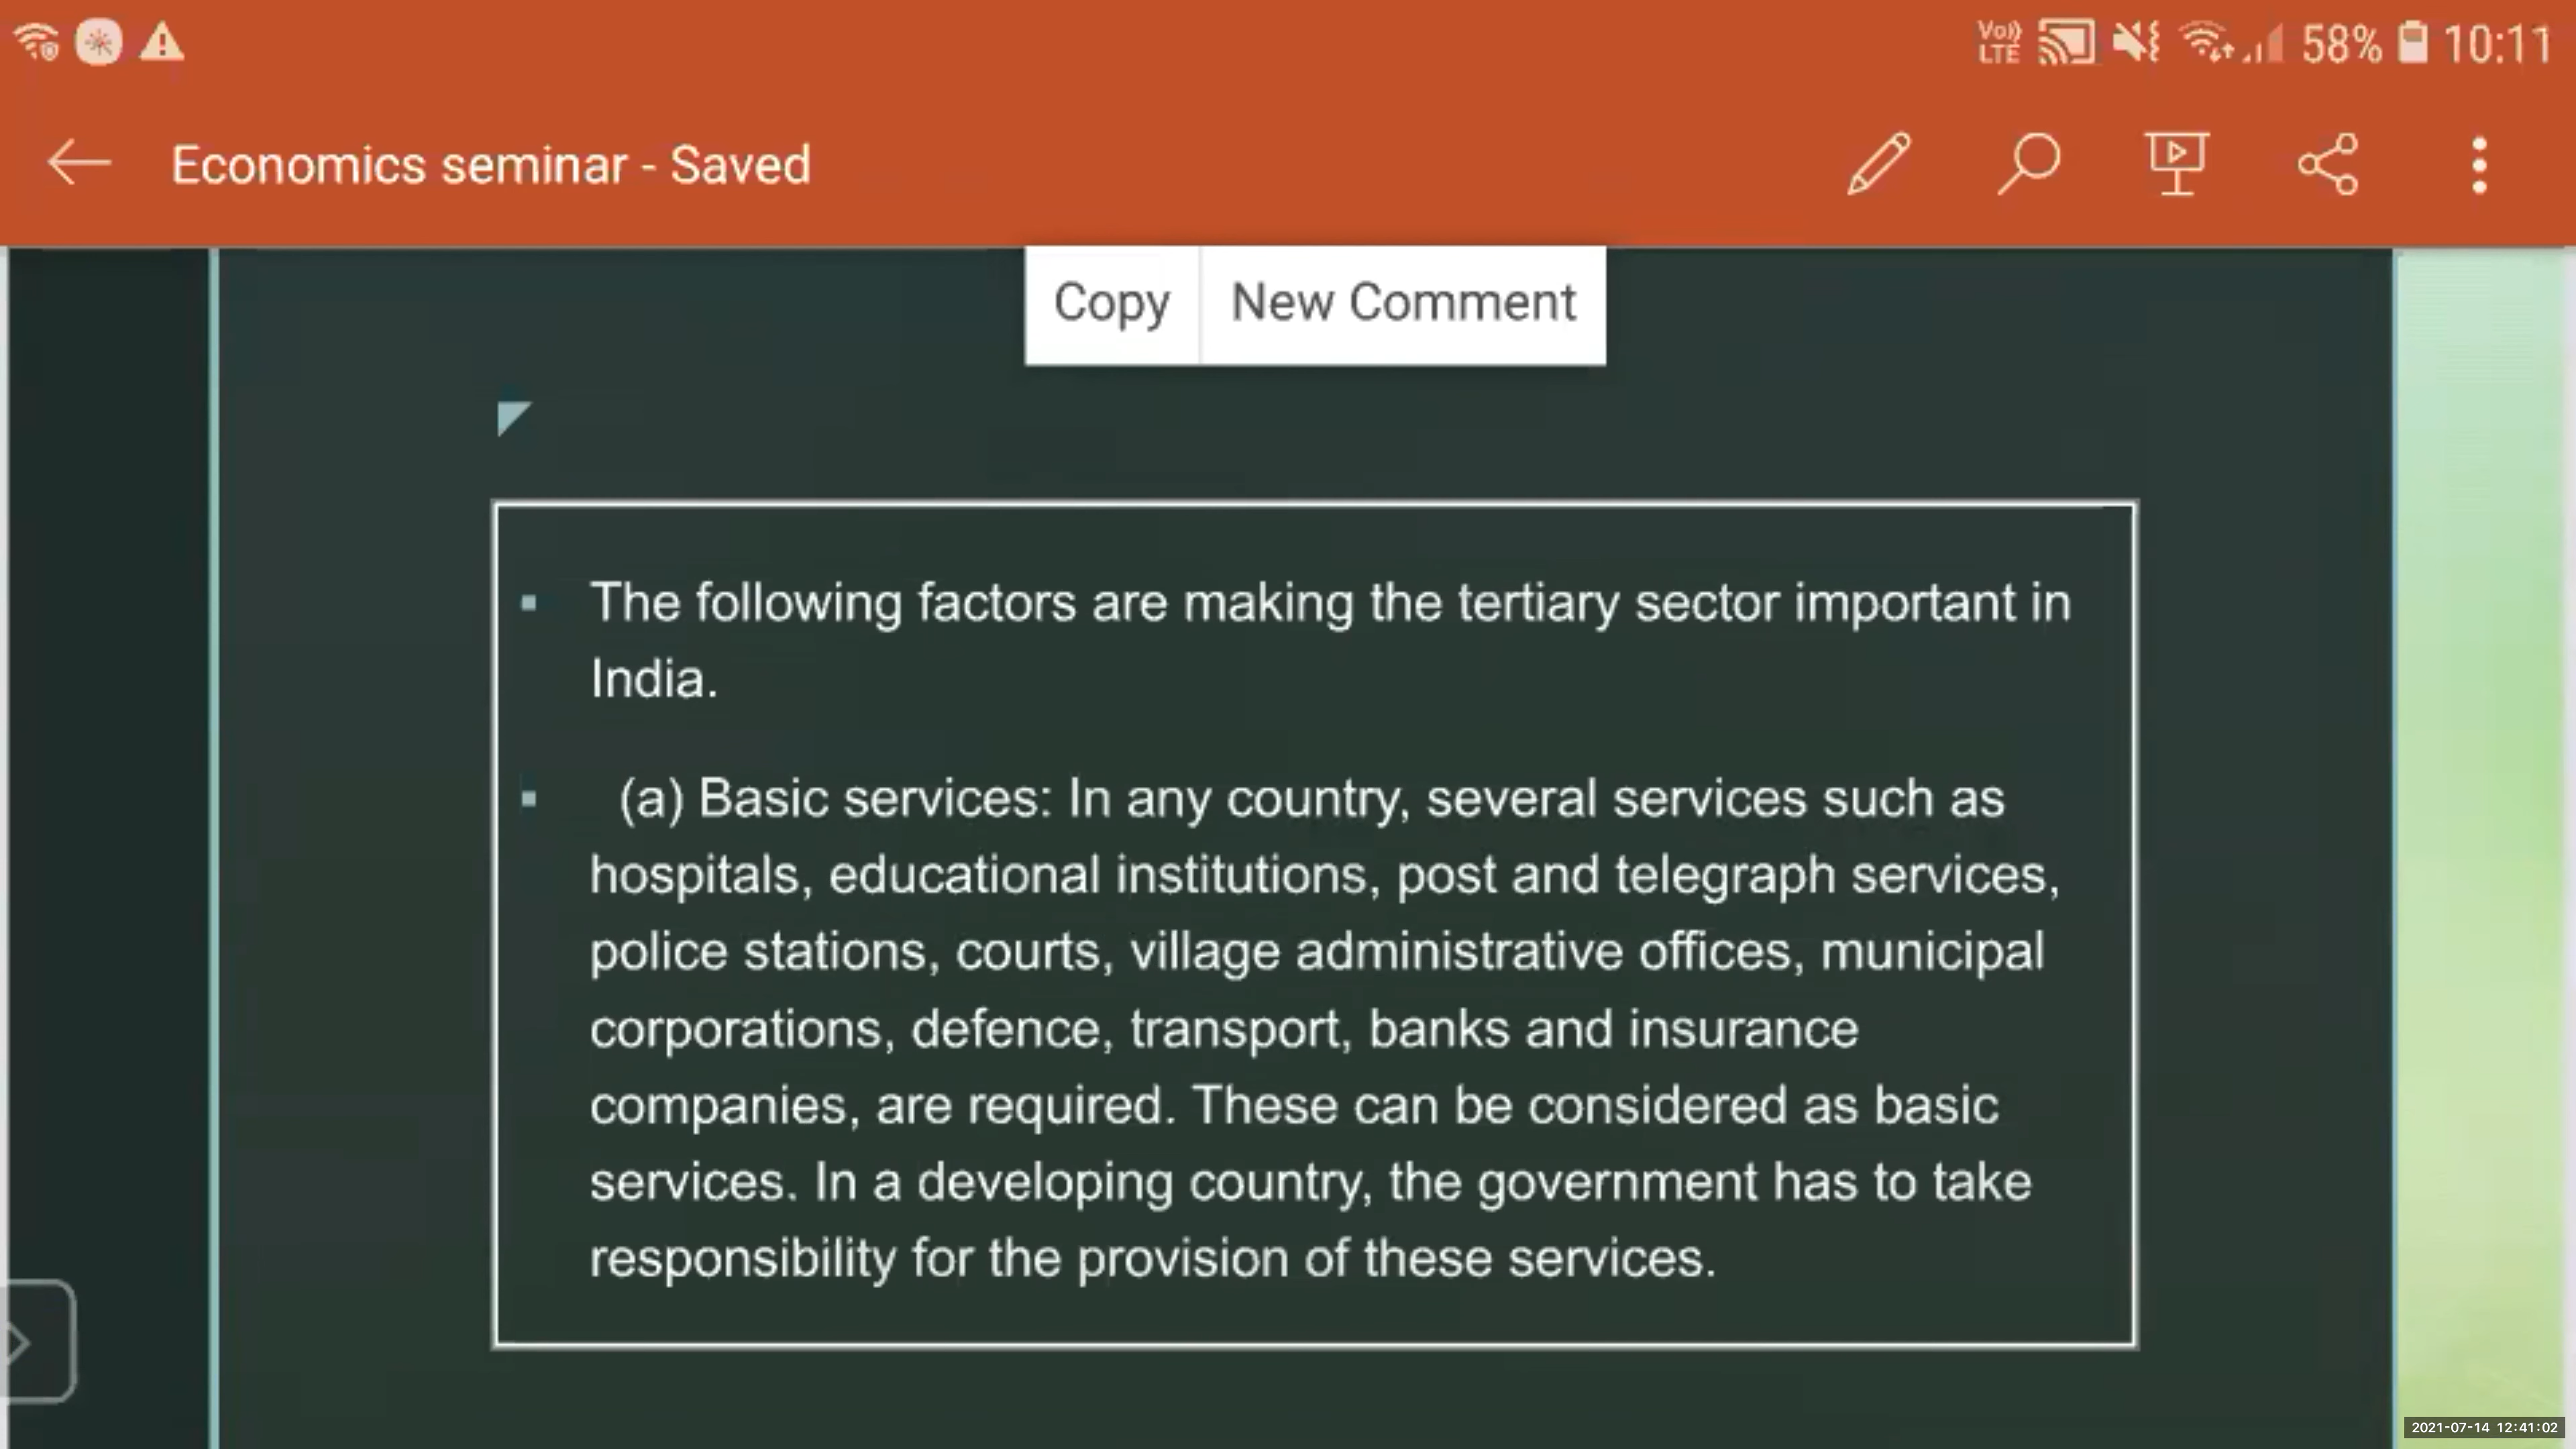 Vo)) LTE 58% 10:11
Economics seminar - Saved
Copy New Comment
The following factors are making the tertiary sector important in
India.
(a) Basic services: In any country, several services such as
hospitals, educational institutions, post and telegraph services,
police stations, courts, village administrative offices, municipal
corporations, defence, transport, banks and insurance
companies, are required. These can be considered as basic
services. In a developing country, the government has to take
responsibility for the provision of these services.
2021-07-14 12:41:02